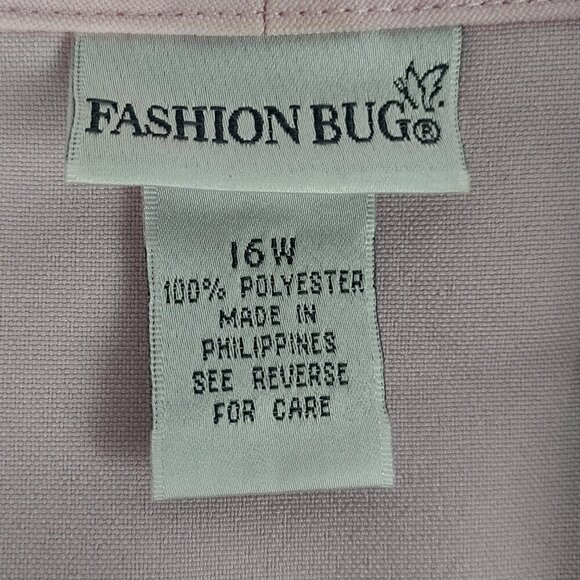 FASHION BUG®
16W
100% POLYESTER
MADE IN
PHILIPPINES
SEE REVERSE
FOR CARE